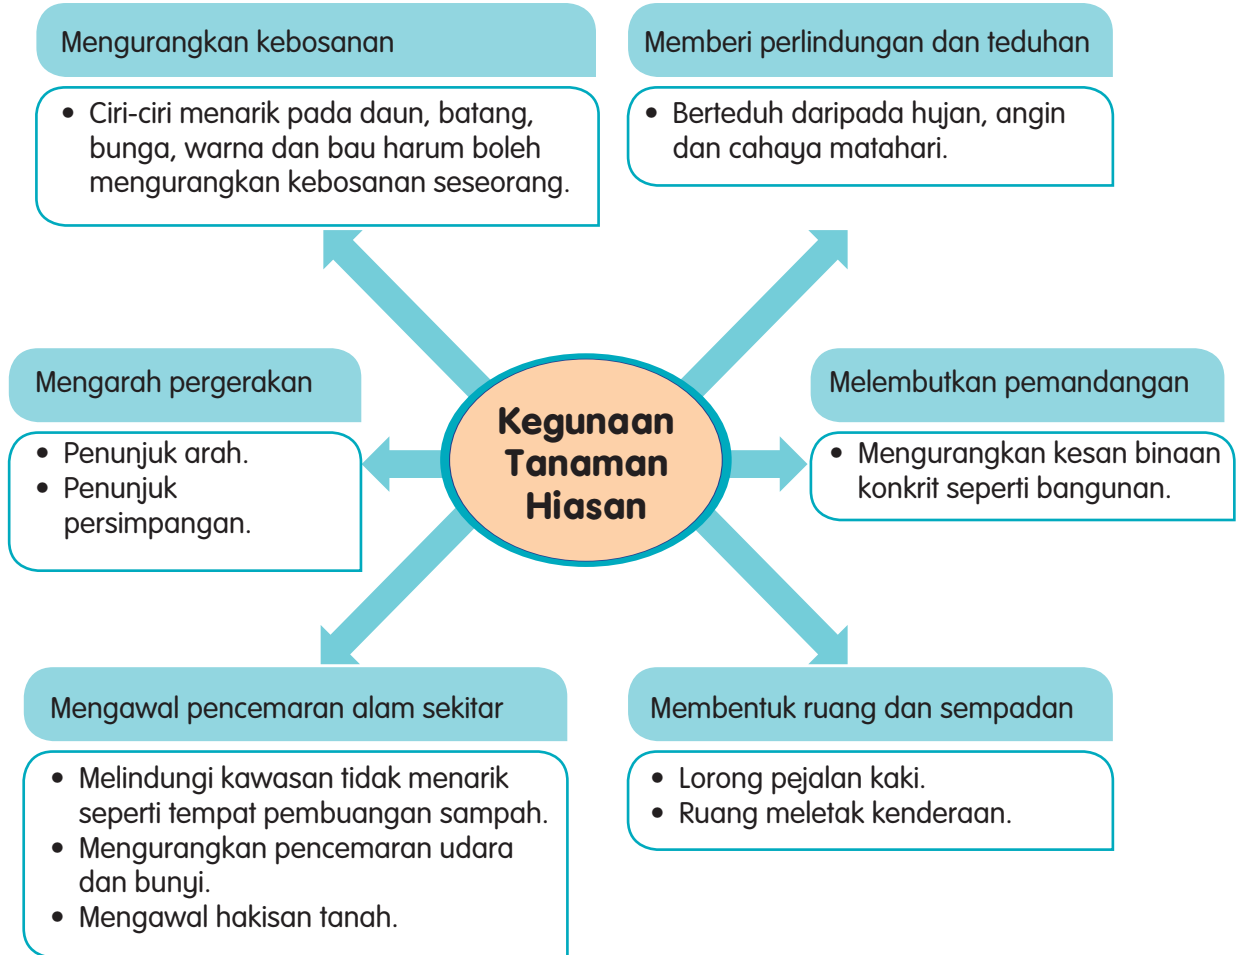 Mengurangkan kebosanan
• Ciri-ciri menarik pada daun, batang,
bunga, warna dan bau harum boleh
mengurangkan kebosanan seseorang.
Memberi perlindungan dan teduhan
• Berteduh daripada hujan, angin
dan cahaya matahari.
Mengarah pergerakan
• Penunjuk arah.
• Penunjuk
persimpangan.
Kegunaan
Tanaman
Hiasan
Melembutkan pemandangan
• Mengurangkan kesan binaan
konkrit seperti bangunan.
Mengawal pencemaran alam sekitar
• Melindungi kawasan tidak menarik
seperti tempat pembuangan sampah.
• Mengurangkan pencemaran udara
dan bunyi.
• Mengawal hakisan tanah.
Membentuk ruang dan sempadan
• Lorong pejalan kaki.
• Ruang meletak kenderaan.